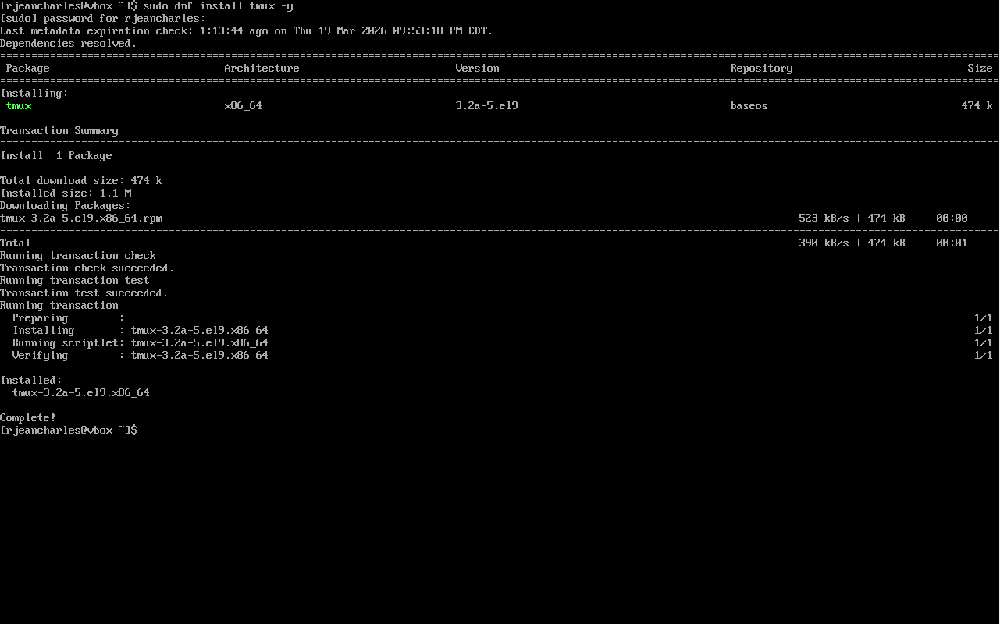 [rjeancharles@vbox ~]$ sudo dnf install tmux -y
[sudo] password for rjeancharles:
Last metadata expiration check: 1:13:44 ago on Thu 19 Mar 2026 09:53:18 PM EDT.
Dependencies resolved.
================================================================================================================================================================
 Package                            Architecture                         Version                                     Repository                            Size
================================================================================================================================================================
Installing:
 tmux                               x86_64                               3.2a-5.el9                                  baseos                               474 k

Transaction Summary
================================================================================================================================================================
Install  1 Package

Total download size: 474 k
Installed size: 1.1 M
Downloading Packages:
tmux-3.2a-5.el9.x86_64.rpm                                                                                                      523 kB/s | 474 kB     00:00
----------------------------------------------------------------------------------------------------------------------------------------------------------------
Total                                                                                                                           390 kB/s | 474 kB     00:01
Running transaction check
Transaction check succeeded.
Running transaction test
Transaction test succeeded.
Running transaction
  Preparing        :                                                                                                                                        1/1
  Installing       : tmux-3.2a-5.el9.x86_64                                                                                                                 1/1
  Running scriptlet: tmux-3.2a-5.el9.x86_64                                                                                                                 1/1
  Verifying        : tmux-3.2a-5.el9.x86_64                                                                                                                 1/1

Installed:
  tmux-3.2a-5.el9.x86_64

Complete!
[rjeancharles@vbox ~]$